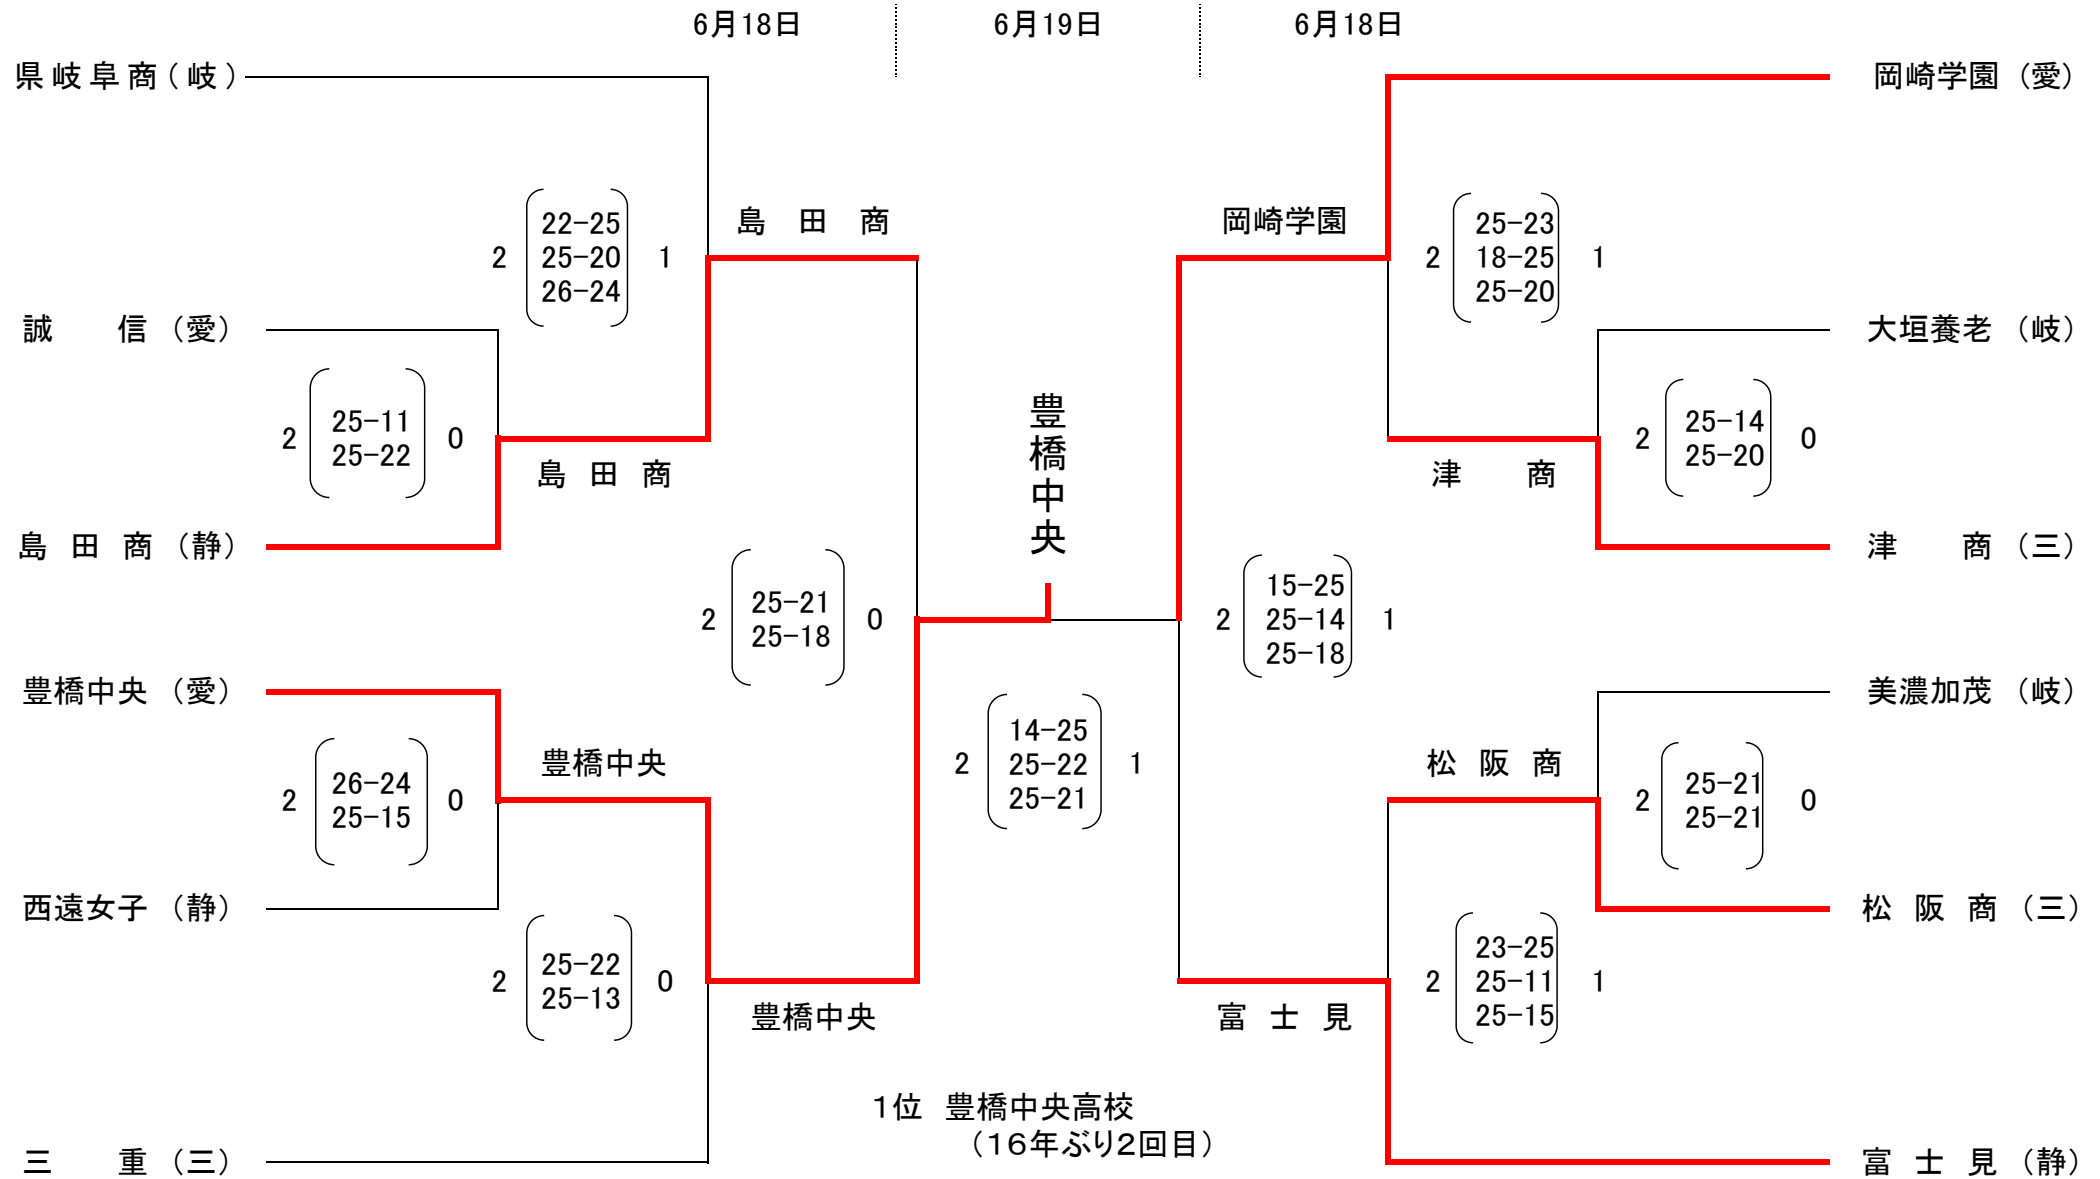 6月18日 6月19日 6月18日
県岐阜商(岐) 岡崎学園 (愛)
島 田 商 岡崎学園
22-25 25-23
2 25-20 1 2 18-25 1
26-24 25-20
誠 信 (愛) 大垣養老 (岐)
25-11 25-14
2 0 2 0
25-22 25-20
島 田 商 津 商
豊橋中央
島 田 商 (静) 津 商 (三)
25-21 15-25
2 0 2 25-14 1
25-18 25-18
豊橋中央 (愛) 美濃加茂 (岐)
14-25
2 25-22 1
25-21
豊橋中央 松 阪 商
26-24 25-21
2 0 2 0
25-15 25-21
西遠女子 (静) 松 阪 商 (三)
25-22 23-25
2 0 2 25-11 1
25-13 25-15
豊橋中央 富 士 見
1位 豊橋中央高校
(16年ぶり2回目)
三 重 (三) 富 士 見 (静)